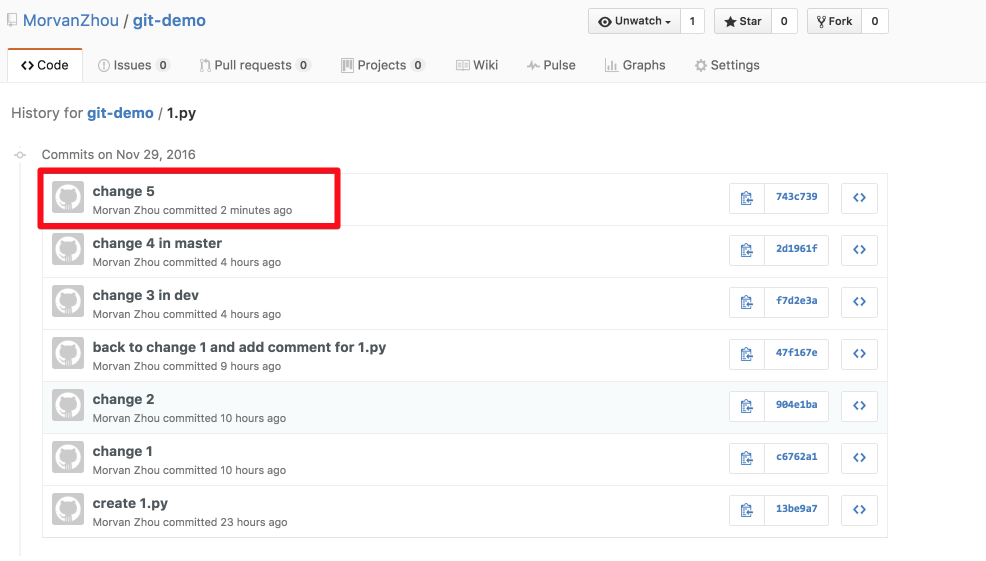 MorvanZhou / git-demo
Unwatch 1 Star 0 Fork 0
Code Issues 0 Pull requests 0 Projects 0 Wiki Pulse Graphs Settings
History for git-demo / 1.py
Commits on Nov 29, 2016
change 5
Morvan Zhou committed 2 minutes ago
743c739
change 4 in master
Morvan Zhou committed 4 hours ago
2d1961f
change 3 in dev
Morvan Zhou committed 4 hours ago
f7d2e3a
back to change 1 and add comment for 1.py
Morvan Zhou committed 9 hours ago
47f167e
change 2
Morvan Zhou committed 10 hours ago
904e1ba
change 1
Morvan Zhou committed 10 hours ago
c6762a1
create 1.py
Morvan Zhou committed 23 hours ago
13be9a7